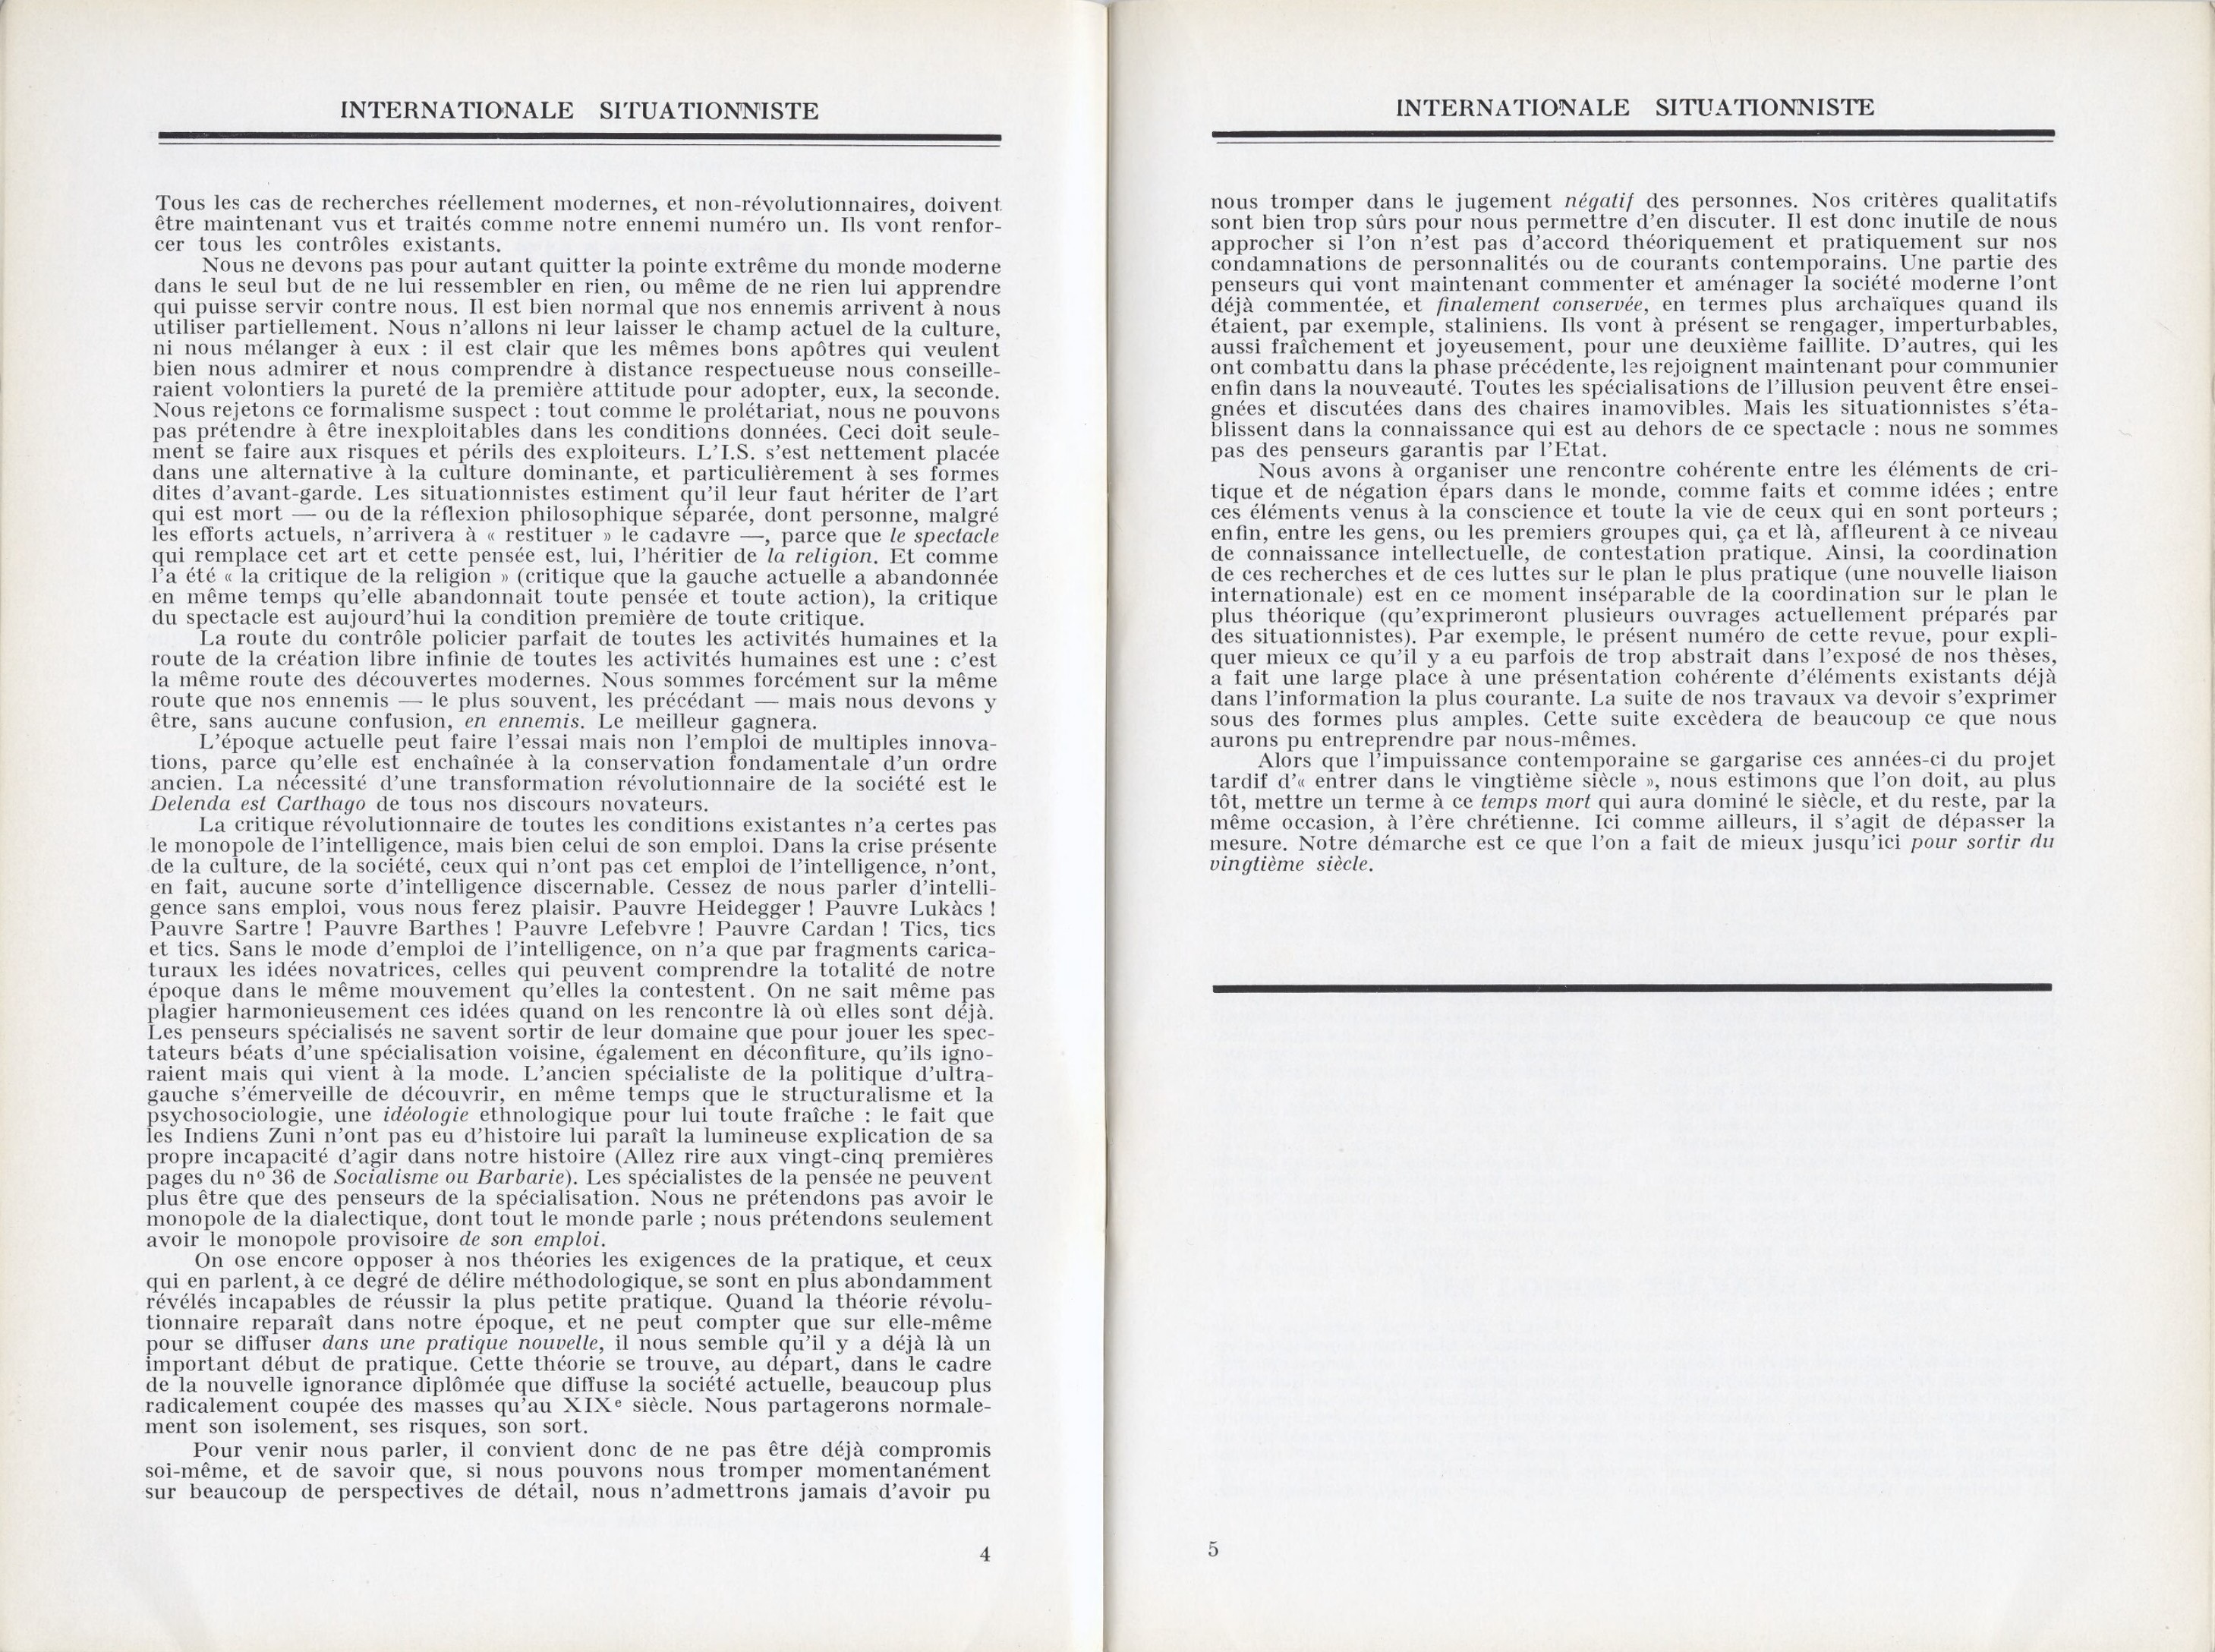 INTERNATIONALE SITUATIONNISTE
Tous les cas de recherches réellement modernes, et non-révolutionnaires, doivent
être maintenant vus et traités comme notre ennemi numéro un. Ils vont renfor-
cer tous les contrôles existants.
Nous ne devons pas pour autant quitter la pointe extrême du monde moderne
dans le seul but de ne lui ressembler en rien, ou même de ne rien lui apprendre
qui puisse servir contre nous. Il est bien normal que nos ennemis arrivent à nous
utiliser partiellement. Nous n'allons ni leur laisser le champ actuel de la culture,
ni nous mélanger à eux : il est clair que les mêmes bons apôtres qui veulent
bien nous admirer et nous comprendre à distance respectueuse nous conseille-
raient volontiers la pureté de la première attitude pour adopter, eux, la seconde.
Nous rejetons ce formalisme suspect : tout comme le prolétariat, nous ne pouvons
pas prétendre à être inexploitables dans les conditions données. Ceci doit seule-
ment se faire aux risques et périls des exploiteurs. L'I.S. s'est nettement placée
dans une alternative à la culture dominante, et particulièrement à ses formes
dites d'avant-garde. Les situationnistes estiment qu'il leur faut hériter de l'art
qui est mort — ou de la réflexion philosophique séparée, dont personne, malgré
les efforts actuels, n'arrivera à « restituer » le cadavre —, parce que le spectacle
qui remplace cet art et cette pensée est, lui, l'héritier de la religion. Et comme
l'a été « la critique de la religion » (critique que la gauche actuelle a abandonnée
en même temps qu'elle abandonnait toute pensée et toute action), la critique
du spectacle est aujourd'hui la condition première de toute critique.
La route du contrôle policier parfait de toutes les activités humaines et la
route de la création libre infinie de toutes les activités humaines est une : c'est
la même route des découvertes modernes. Nous sommes forcément sur la même
route que nos ennemis — le plus souvent, les précédant — mais nous devons y
être, sans aucune confusion, en ennemis. Le meilleur gagnera.
L'époque actuelle peut faire l'essai mais non l'emploi de multiples innova-
tions, parce qu'elle est enchaînée à la conservation fondamentale d'un ordre
ancien. La nécessité d'une transformation révolutionnaire de la société est le
Delenda est Carthago de tous nos discours novateurs.
La critique révolutionnaire de toutes les conditions existantes n'a certes pas
le monopole de l'intelligence, mais bien celui de son emploi. Dans la crise présente
de la culture, de la société, ceux qui n'ont pas cet emploi de l'intelligence, n'ont,
en fait, aucune sorte d'intelligence discernable. Cessez de nous parler d'intelli-
gence sans emploi, vous nous ferez plaisir. Pauvre Heidegger ! Pauvre Lukàcs !
Pauvre Sartre ! Pauvre Barthes ! Pauvre Lefebvre ! Pauvre Cardan ! Tics, tics
et tics. Sans le mode d'emploi de l'intelligence, on n'a que par fragments carica-
turaux les idées novatrices, celles qui peuvent comprendre la totalité de notre
époque dans le même mouvement qu'elles la contestent. On ne sait même pas
plagier harmonieusement ces idées quand on les rencontre là où elles sont déjà.
Les penseurs spécialisés ne savent sortir de leur domaine que pour jouer les spec-
tateurs béats d'une spécialisation voisine, également en déconfiture, qu'ils igno-
raient mais qui vient à la mode. L'ancien spécialiste de la politique d'ultra-
gauche s'émerveille de découvrir, en même temps que le structuralisme et la
psychosociologie, une idéologie ethnologique pour lui toute fraîche : le fait que
les Indiens Zuni n'ont pas eu d'histoire lui paraît la lumineuse explication de sa
propre incapacité d'agir dans notre histoire (Allez rire aux vingt-cinq premières
pages du nº 36 de Socialisme ou Barbarie). Les spécialistes de la pensée ne peuvent
plus être que des penseurs de la spécialisation. Nous ne prétendons pas avoir le
monopole de la dialectique, dont tout le monde parle ; nous prétendons seulement
avoir le monopole provisoire de son emploi.
On ose encore opposer à nos théories les exigences de la pratique, et ceux
qui en parlent, à ce degré de délire méthodologique, se sont en plus abondamment
révélés incapables de réussir la plus petite pratique. Quand la théorie révolu-
tionnaire reparaît dans notre époque, et ne peut compter que sur elle-même
pour se diffuser dans une pratique nouvelle, il nous semble qu'il y a déjà là un
important début de pratique. Cette théorie se trouve, au départ, dans le cadre
de la nouvelle ignorance diplômée que diffuse la société actuelle, beaucoup plus
radicalement coupée des masses qu'au XIXe siècle. Nous partagerons normale-
ment son isolement, ses risques, son sort.
Pour venir nous parler, il convient donc de ne pas être déjà compromis
soi-même, et de savoir que, si nous pouvons nous tromper momentanément
sur beaucoup de perspectives de détail, nous n'admettrons jamais d'avoir pu
4
INTERNATIONALE SITUATIONNISTE
nous tromper dans le jugement négatif des personnes. Nos critères qualitatifs
sont bien trop sûrs pour nous permettre d'en discuter. Il est donc inutile de nous
approcher si l'on n'est pas d'accord théoriquement et pratiquement sur nos
condamnations de personnalités ou de courants contemporains. Une partie des
penseurs qui vont maintenant commenter et aménager la société moderne l'ont
déjà commentée, et finalement conservée, en termes plus archaïques quand ils
étaient, par exemple, staliniens. Ils vont à présent se rengager, imperturbables,
aussi fraîchement et joyeusement, pour une deuxième faillite. D'autres, qui les
ont combattu dans la phase précédente, les rejoignent maintenant pour communier
enfin dans la nouveauté. Toutes les spécialisations de l'illusion peuvent être ensei-
gnées et discutées dans des chaires inamovibles. Mais les situationnistes s'éta-
blissent dans la connaissance qui est au dehors de ce spectacle : nous ne sommes
pas des penseurs garantis par l'Etat.
Nous avons à organiser une rencontre cohérente entre les éléments de cri-
tique et de négation épars dans le monde, comme faits et comme idées ; entre
ces éléments venus à la conscience et toute la vie de ceux qui en sont porteurs ;
enfin, entre les gens, ou les premiers groupes qui, ça et là, affleurent à ce niveau
de connaissance intellectuelle, de contestation pratique. Ainsi, la coordination
de ces recherches et de ces luttes sur le plan le plus pratique (une nouvelle liaison
internationale) est en ce moment inséparable de la coordination sur le plan le
plus théorique (qu'exprimeront plusieurs ouvrages actuellement préparés par
des situationnistes). Par exemple, le présent numéro de cette revue, pour expli-
quer mieux ce qu'il y a eu parfois de trop abstrait dans l'exposé de nos thèses,
a fait une large place à une présentation cohérente d'éléments existants déjà
dans l'information la plus courante. La suite de nos travaux va devoir s'exprimer
sous des formes plus amples. Cette suite excèdera de beaucoup ce que nous
aurons pu entreprendre par nous-mêmes.
Alors que l'impuissance contemporaine se gargarise ces années-ci du projet
tardif d'« entrer dans le vingtième siècle », nous estimons que l'on doit, au plus
tôt, mettre un terme à ce temps mort qui aura dominé le siècle, et du reste, par la
même occasion, à l'ère chrétienne. Ici comme ailleurs, il s'agit de dépasser la
mesure. Notre démarche est ce que l'on a fait de mieux jusqu'ici pour sortir du
vingtième siècle.
5